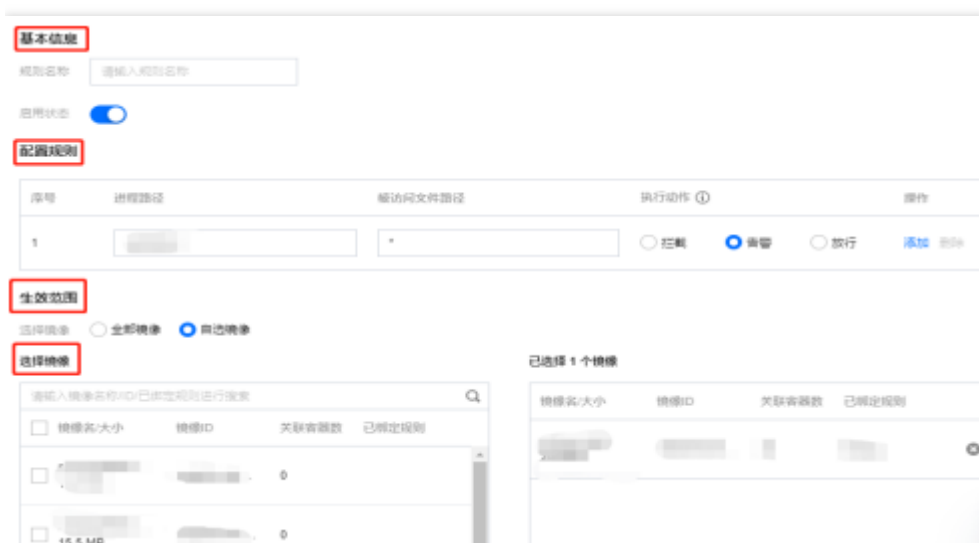 基本信息
规则名称 请输入规则名称
启用状态
配置规则
序号 进程路径 被访问文件路径 执行动作 操作
1 * 拦截 告警 放行 添加 删除
生效范围
选择镜像 全部镜像 自选镜像
选择镜像 已选择 1 个镜像
请输入镜像名称/ID/已绑定规则进行搜索
镜像名/大小 镜像ID 关联容器数 已绑定规则
镜像名/大小 镜像ID 关联容器数 已绑定规则
0
0
15.5 MB